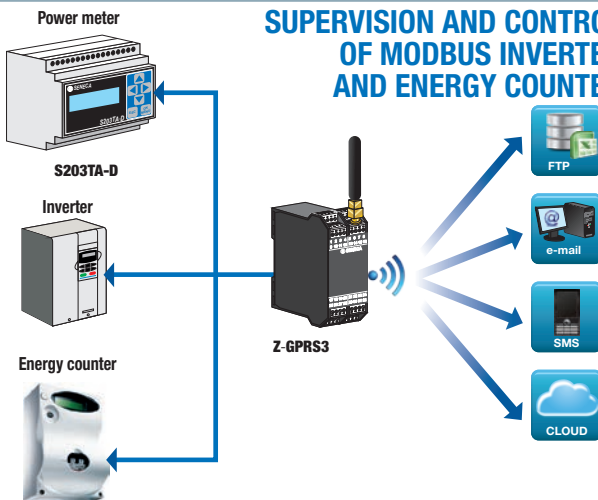 Power meter
SUPERVISION AND CONTRO
OF MODBUS INVERTE
AND ENERGY COUNTE
SENECA
S203TA-D
S203TA-D
Inverter
Energy counter
SENECA
Z-GPRS3
FTP
@
e-mail
SMS
CLOUD